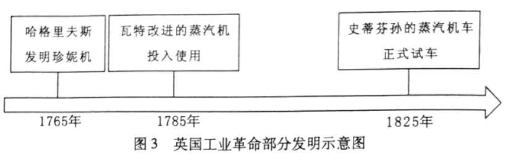 哈格里夫斯
发明珍妮机
瓦特改进的蒸汽机
投入使用
史蒂芬孙的蒸汽机车
正式试车
1765年
1785年
1825年
图3 英国工业革命部分发明示意图